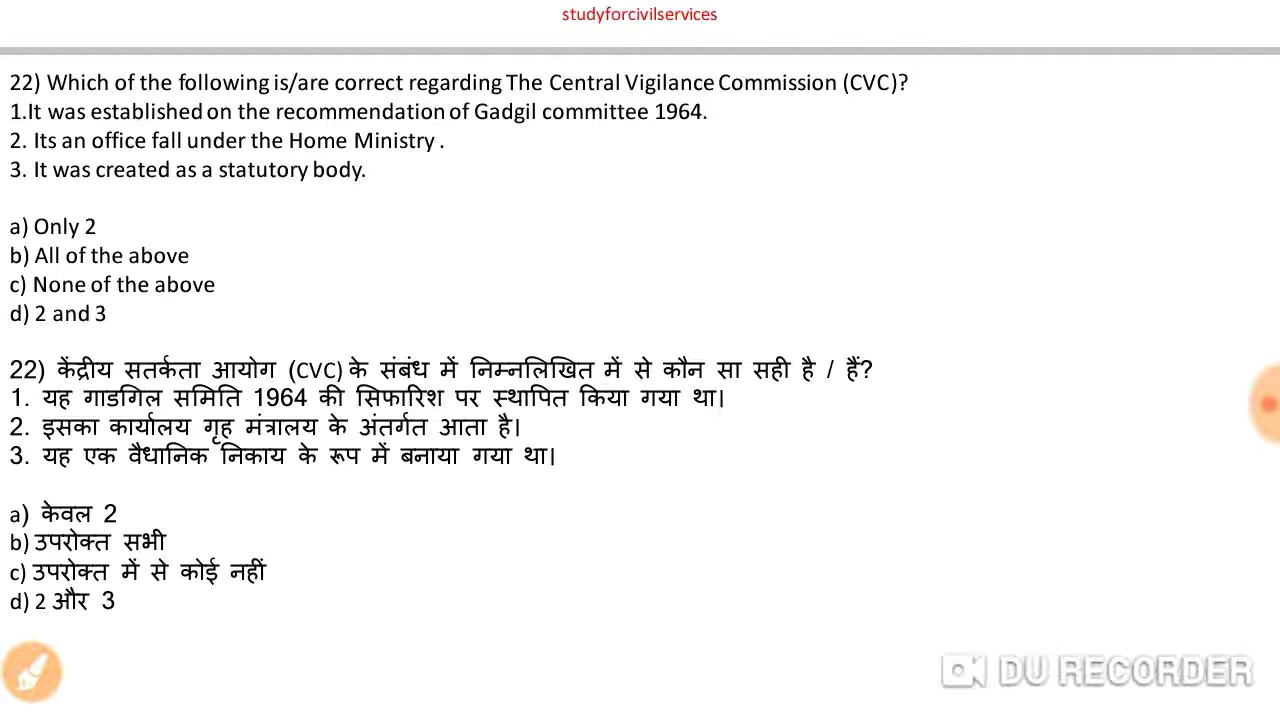 studyforcivilservices
22) Which of the following is/are correct regarding The Central Vigilance Commission (CVC)?
1.It was established on the recommendation of Gadgil committee 1964.
2. Its an office fall under the Home Ministry .
3. It was created as a statutory body.
a) Only 2
b) All of the above
c) None of the above
d) 2 and 3
22) केंद्रीय सतर्कता आयोग (CVC) के संबंध में निम्नलिखित में से कौन सा सही है / हैं?
1. यह गाडगिल समिति 1964 की सिफारिश पर स्थापित किया गया था।
2. इसका कार्यालय गृह मंत्रालय के अंतर्गत आता है।
3. यह एक वैधानिक निकाय के रूप में बनाया गया था।
a) केवल 2
b) उपरोक्त सभी
c) उपरोक्त में से कोई नहीं
d) 2 और 3
DU RECORDER